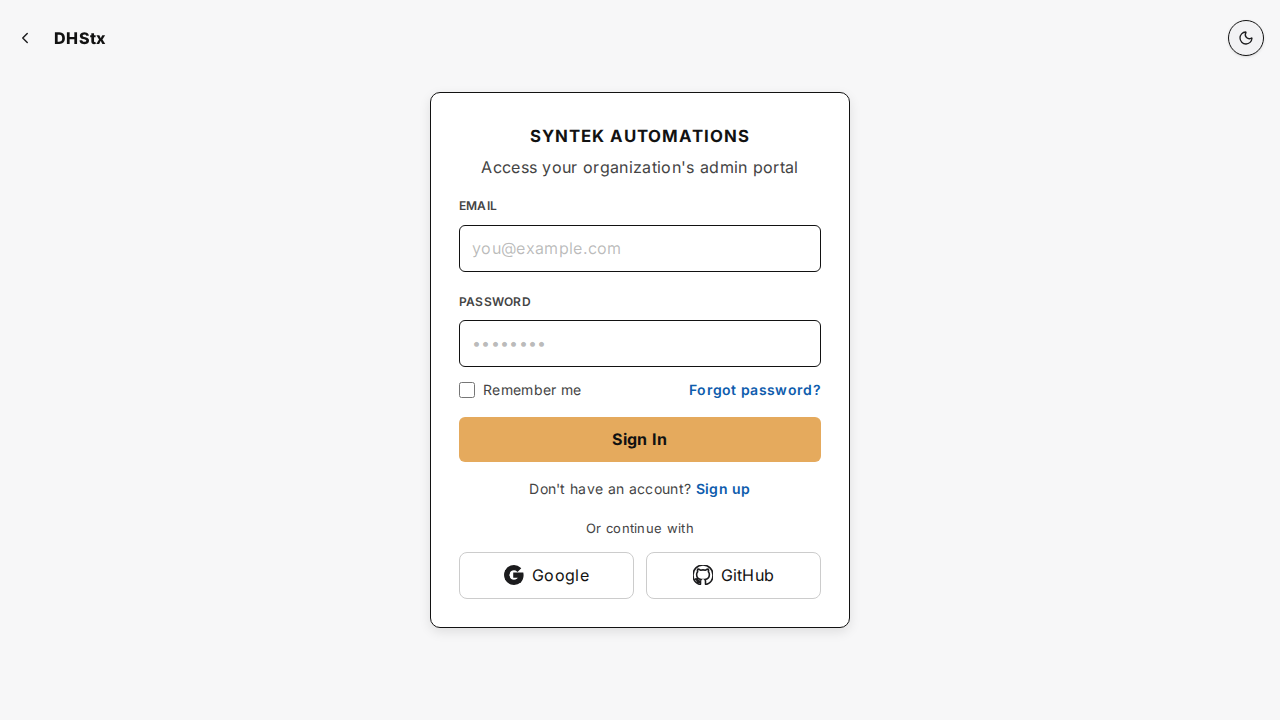 DHStx
SYNTEK AUTOMATIONS
Access your organization's admin portal
EMAIL
you@example.com
PASSWORD
••••••••
Remember me
Forgot password?
Sign In
Don't have an account? Sign up
Or continue with
Google
GitHub